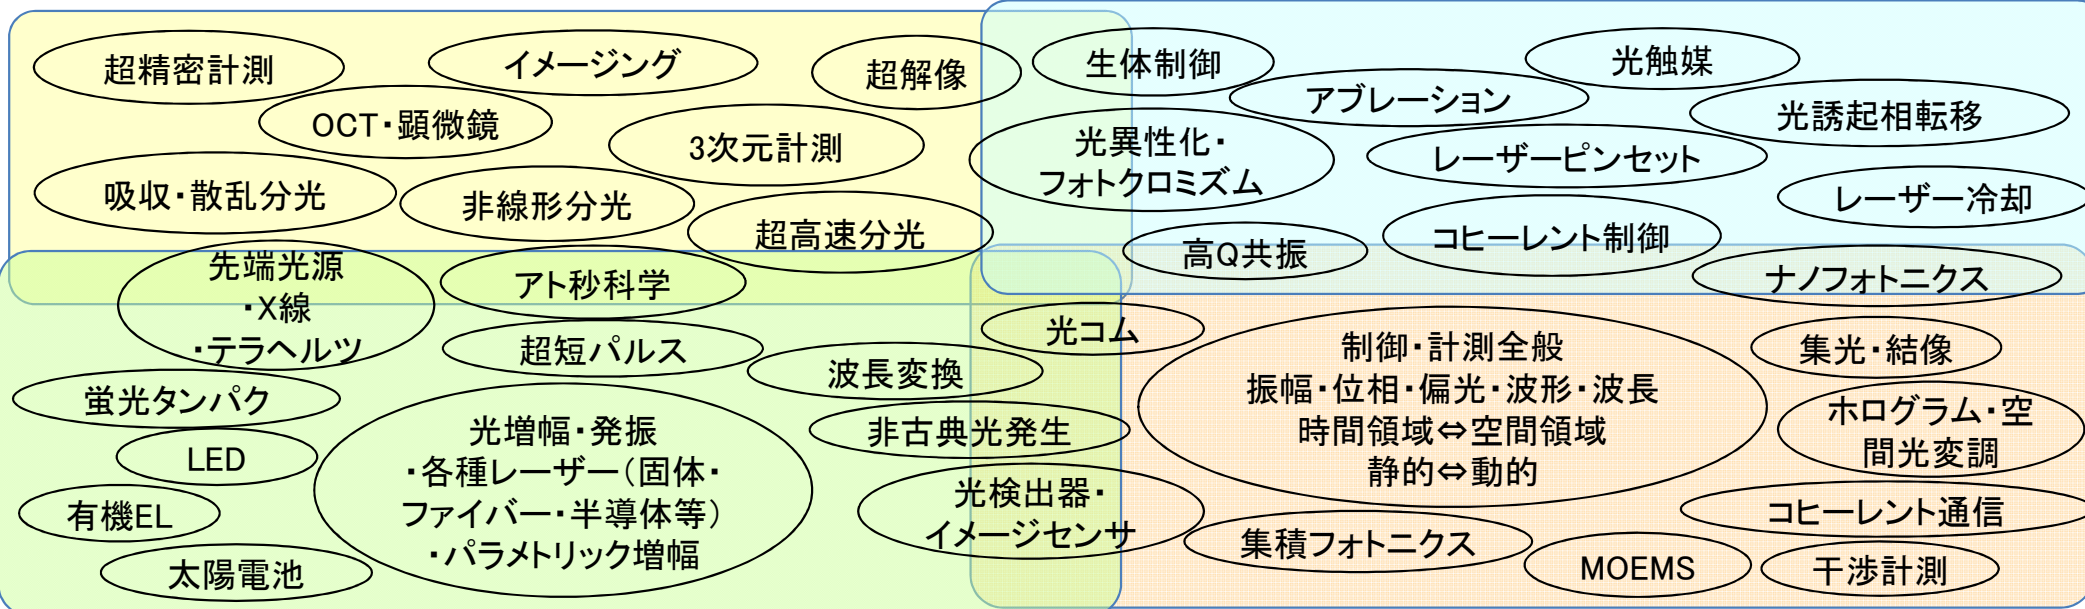 超精密計測
イメージング
超解像
OCT・顕微鏡
3次元計測
吸収・散乱分光
非線形分光
超高速分光
生体制御
光触媒
アブレーション
光誘起相転移
光異性化・
フォトクロミズム
レーザーピンセット
レーザー冷却
高Q共振
コヒーレント制御
ナノフォトニクス
先端光源
・X線
・テラヘルツ
アト秒科学
超短パルス
波長変換
蛍光タンパク
LED
有機EL
太陽電池
光増幅・発振
・各種レーザー（固体・
ファイバー・半導体等）
・パラメトリック増幅
非古典光発生
光検出器・
イメージセンサ
光コム
制御・計測全般
振幅・位相・偏光・波形・波長
時間領域⇔空間領域
静的⇔動的
集光・結像
ホログラム・空
間光変調
コヒーレント通信
集積フォトニクス
MOEMS
干渉計測